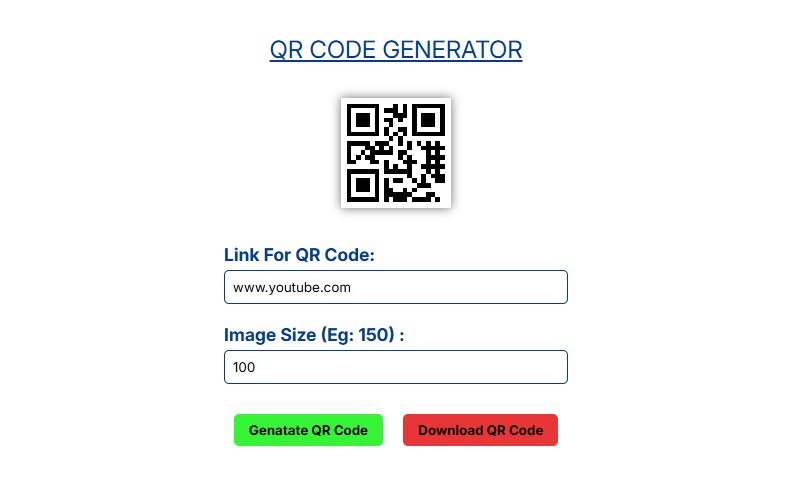 QR CODE GENERATOR
Link For QR Code:
www.youtube.com
Image Size (Eg: 150) :
100
Genatate QR Code
Download QR Code